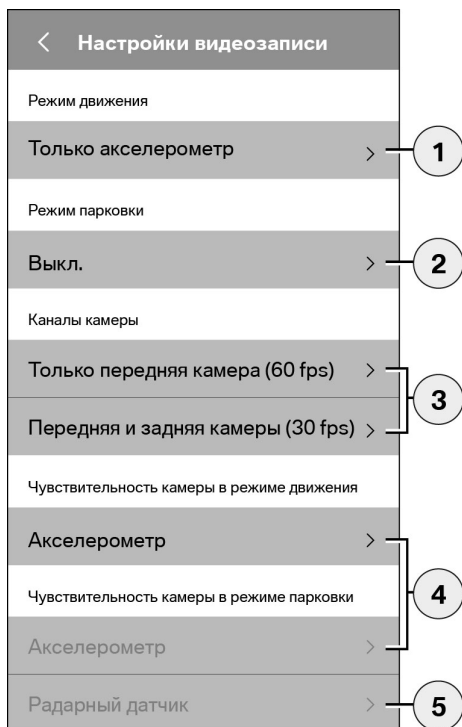 Настройки видеозаписи
Режим движения
Только акселерометр
1
Режим парковки
Выкл.
2
Каналы камеры
Только передняя камера (60 fps)
Передняя и задняя камеры (30 fps)
3
Чувствительность камеры в режиме движения
Акселерометр
Чувствительность камеры в режиме парковки
4
Акселерометр
Радарный датчик
5